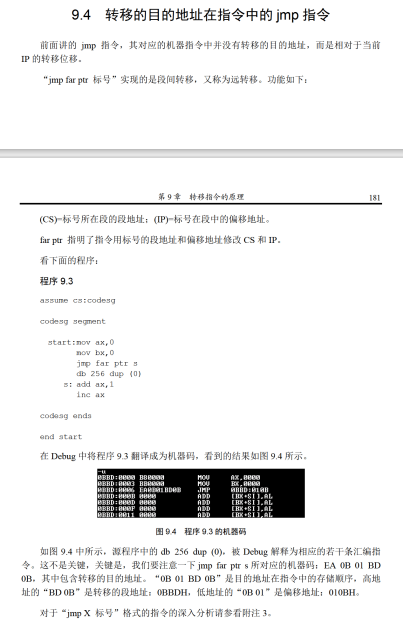 9.4 转移的目的地址在指令中的 jmp 指令
前面讲的 jmp 指令，其对应的机器指令中并没有转移的目的地址，而是相对于当前
IP 的转移位移。
“jmp far ptr 标号”实现的是段间转移，又称为远转移。功能如下：
第 9 章 转移指令的原理 181
(CS)=标号所在段的段地址；(IP)=标号在段中的偏移地址。
far ptr 指明了指令用标号的段地址和偏移地址修改 CS 和 IP。
看下面的程序：
程序 9.3
assume cs:codesg
codesg segment
start:mov ax,0
mov bx,0
jmp far ptr s
db 256 dup (0)
s: add ax,1
inc ax
codesg ends
end start
在 Debug 中将程序 9.3 翻译成为机器码，看到的结果如图 9.4 所示。
-u
0BBD:0000 B80000 MOV AX,0000
0BBD:0003 BB0000 MOV BX,0000
0BBD:0006 EA0B01BD0B JMP 0BBD:010B
0BBD:000B 0000 ADD [BX+SI],AL
0BBD:000D 0000 ADD [BX+SI],AL
0BBD:000F 0000 ADD [BX+SI],AL
0BBD:0011 0000 ADD [BX+SI],AL
图 9.4 程序 9.3 的机器码
如图 9.4 中所示，源程序中的 db 256 dup (0)，被 Debug 解释为相应的若干条汇编指
令。这不是关键，关键是，我们要注意一下 jmp far ptr s 所对应的机器码：EA 0B 01 BD
0B，其中包含转移的目的地址。“0B 01 BD 0B”是目的地址在指令中的存储顺序，高地
址的“BD 0B”是转移的段地址：0BBDH，低地址的“0B 01”是偏移地址：010BH。
对于“jmp X 标号”格式的指令的深入分析请参看附注 3。